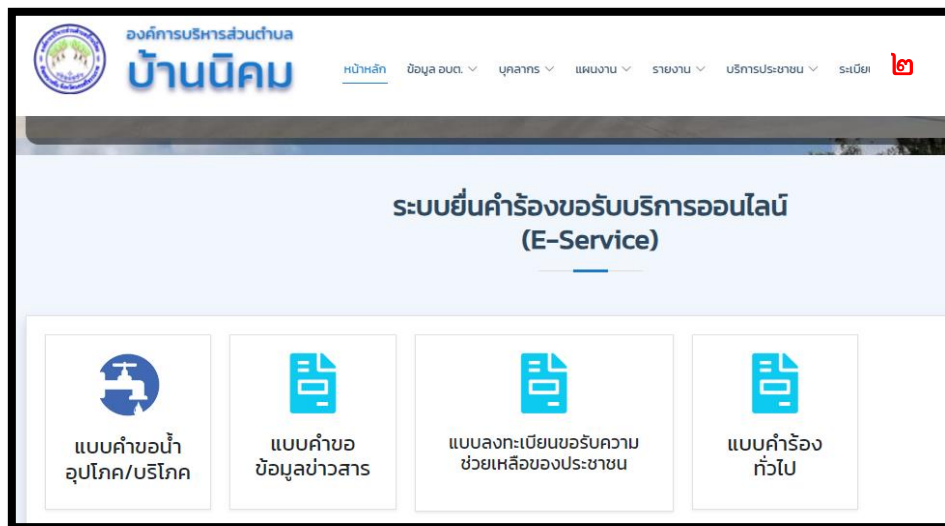 องค์การบริหารส่วนตำบล
บ้านนิคม
หน้าหลัก ข้อมูล อบต. บุคลากร แผนงาน รายงาน บริการประชาชน ระเบีย
๒
ระบบยื่นคำร้องขอรับบริการออนไลน์
(E-Service)
แบบคำขอน้ำ
อุปโภค/บริโภค
แบบคำขอ
ข้อมูลข่าวสาร
แบบลงทะเบียนขอรับความ
ช่วยเหลือของประชาชน
แบบคำร้อง
ทั่วไป